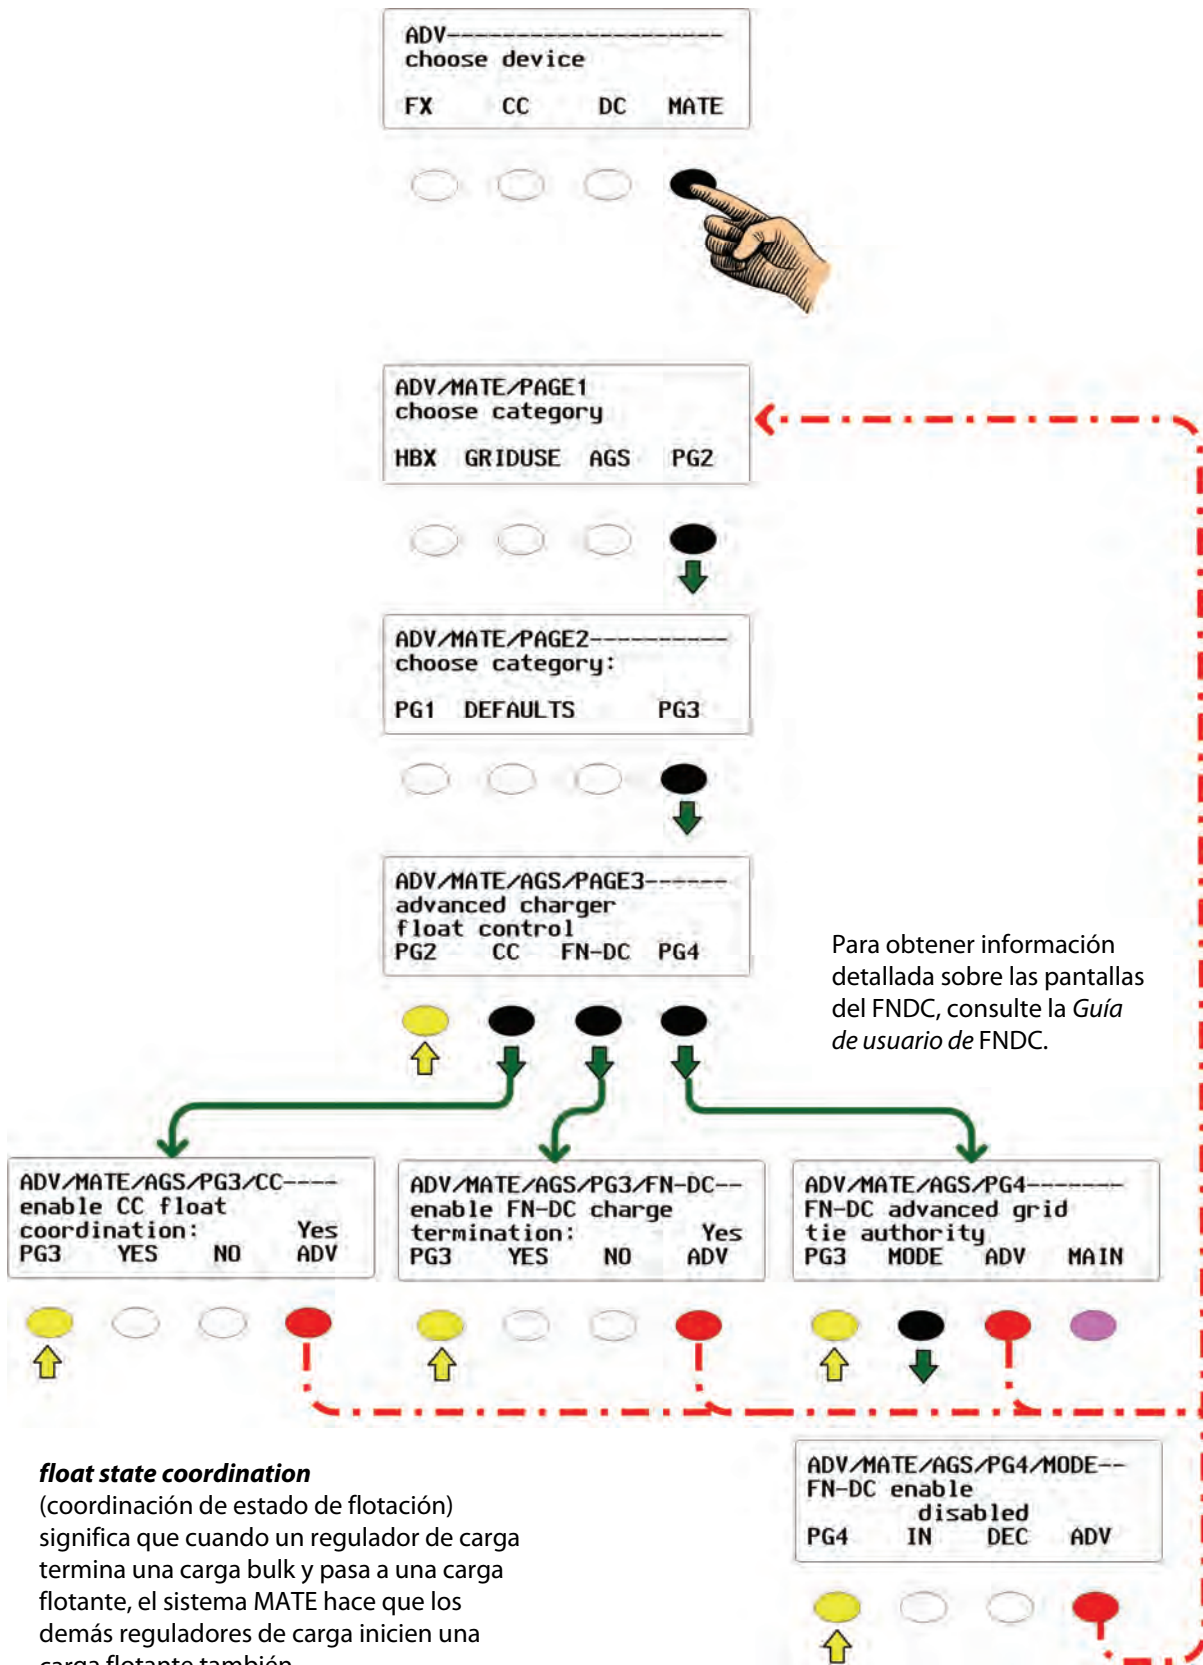 ADV--------------------
choose device
FX CC DC MATE
ADV/MATE/PAGE1
choose category
HBX GRIDUSE AGS PG2
ADV/MATE/PAGE2----------
choose category:
PG1 DEFAULTS PG3
ADV/MATE/AGS/PAGE3------
advanced charger
float control
PG2 CC FN-DC PG4
Para obtener información
detallada sobre las pantallas
del FNDC, consulte la Guía
de usuario de FNDC.
ADV/MATE/AGS/PG3/CC----
enable CC float
coordination: Yes
PG3 YES NO ADV
ADV/MATE/AGS/PG3/FN-DC--
enable FN-DC charge
termination: Yes
PG3 YES NO ADV
ADV/MATE/AGS/PG4-------
FN-DC advanced grid
tie authority
PG3 MODE ADV MAIN
ADV/MATE/AGS/PG4/MODE--
FN-DC enable
disabled
PG4 IN DEC ADV
float state coordination
(coordinación de estado de flotación)
significa que cuando un regulador de carga
termina una carga bulk y pasa a una carga
flotante, el sistema MATE hace que los
demás reguladores de carga inicien una
carga flotante también